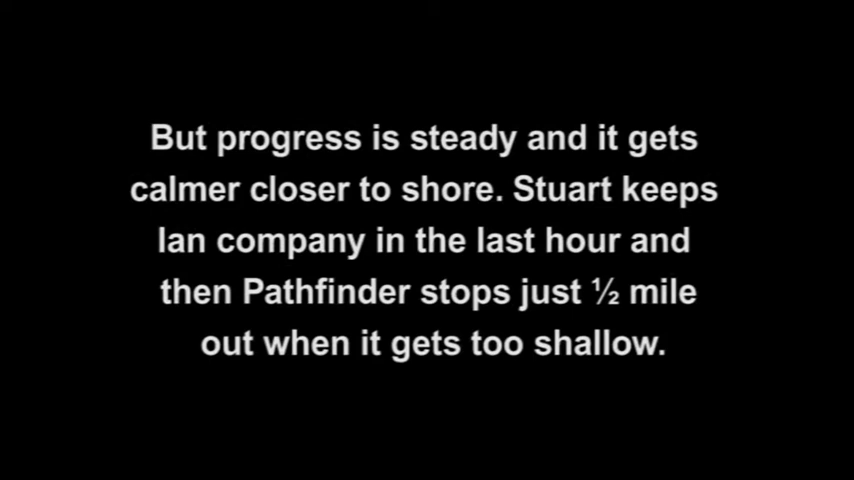 But progress is steady and it gets
calmer closer to shore. Stuart keeps
Ian company in the last hour and
then Pathfinder stops just ½ mile
out when it gets too shallow.